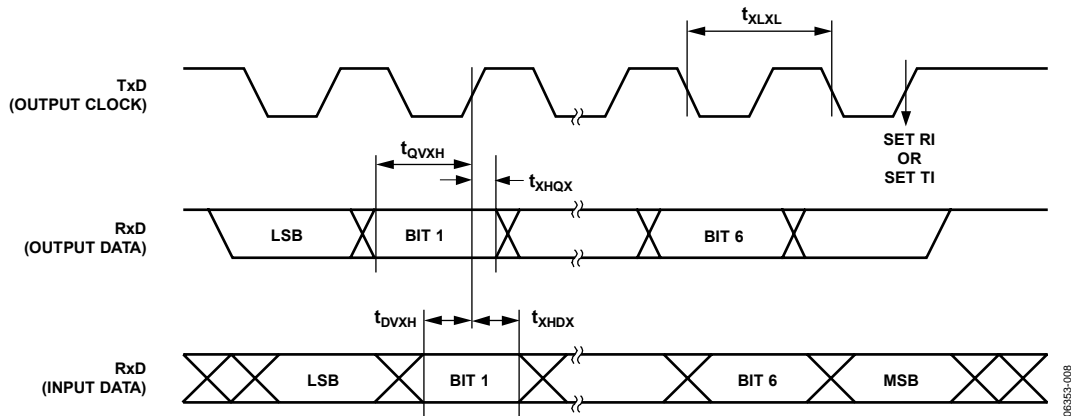 tXLXL
TxD
(OUTPUT CLOCK)
SET RI
OR
SET TI
tQVXH
tXHQX
RxD
(OUTPUT DATA)
LSB
BIT 1
BIT 6
tDVXH
tXHDX
RxD
(INPUT DATA)
LSB
BIT 1
BIT 6
MSB
06353-008